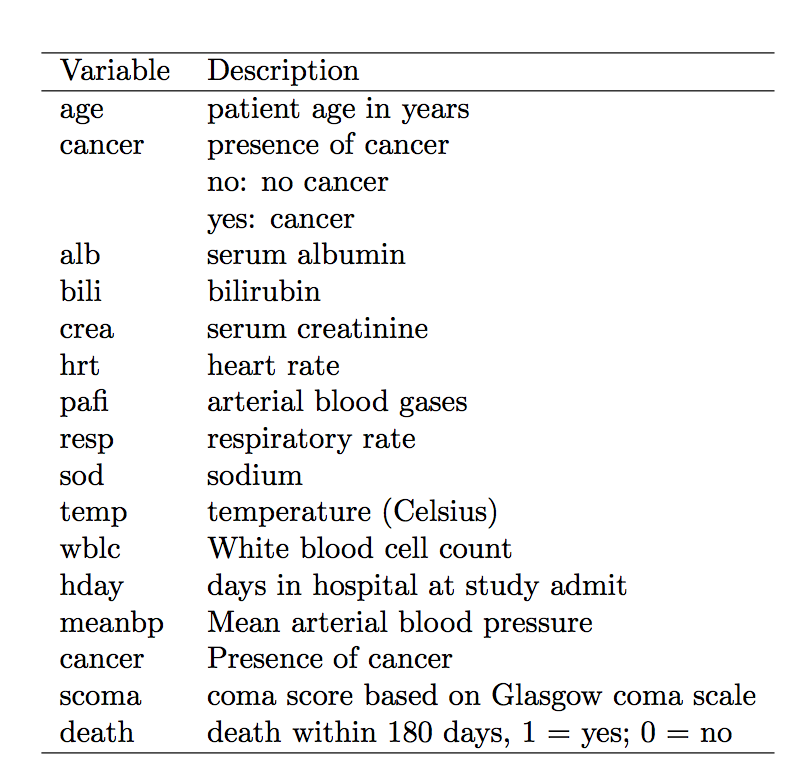 Variable Description
age patient age in years
cancer presence of cancer
no: no cancer
yes: cancer
alb serum albumin
bili bilirubin
crea serum creatinine
hrt heart rate
pafi arterial blood gases
resp respiratory rate
sod sodium
temp temperature (Celsius)
wblc White blood cell count
hday days in hospital at study admit
meanbp Mean arterial blood pressure
cancer Presence of cancer
scoma coma score based on Glasgow coma scale
death death within 180 days, 1 = yes; 0 = no